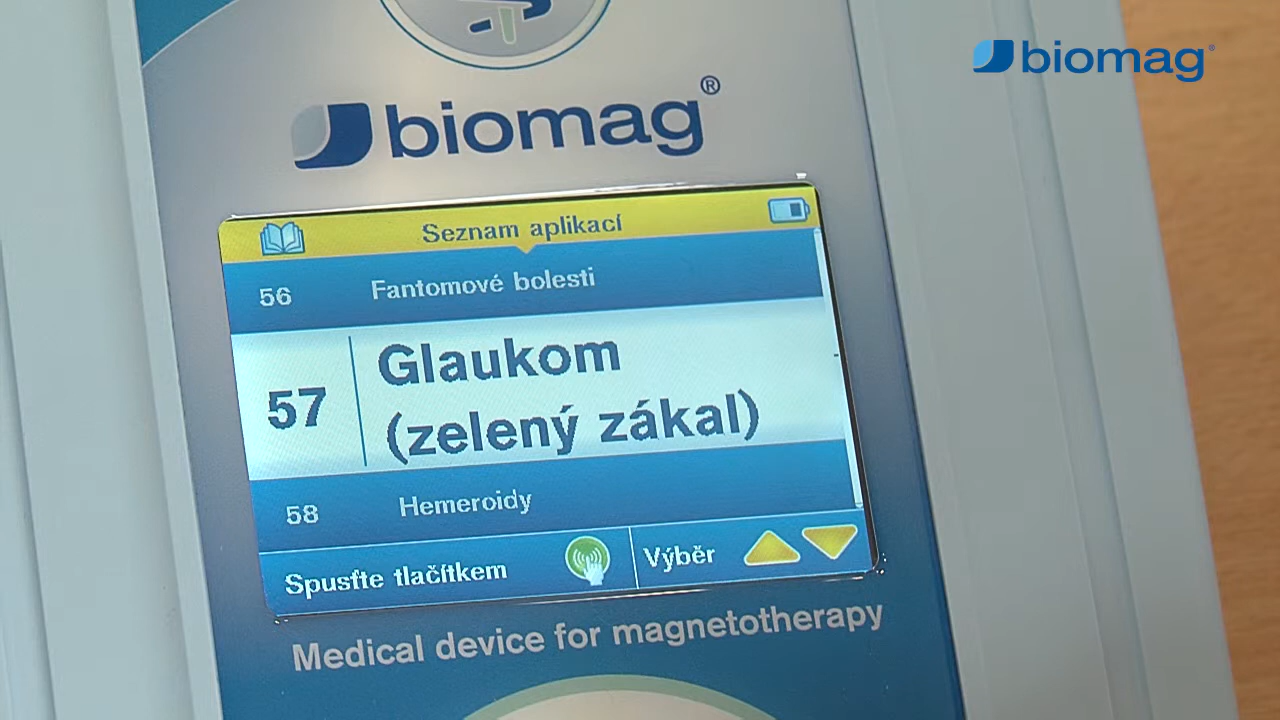 biomag®
biomag®
Seznam aplikací
56 Fantomové bolesti
57 Glaukom
(zelený zákal)
58 Hemeroidy
Spusťte tlačítkem Výběr
Medical device for magnetotherapy